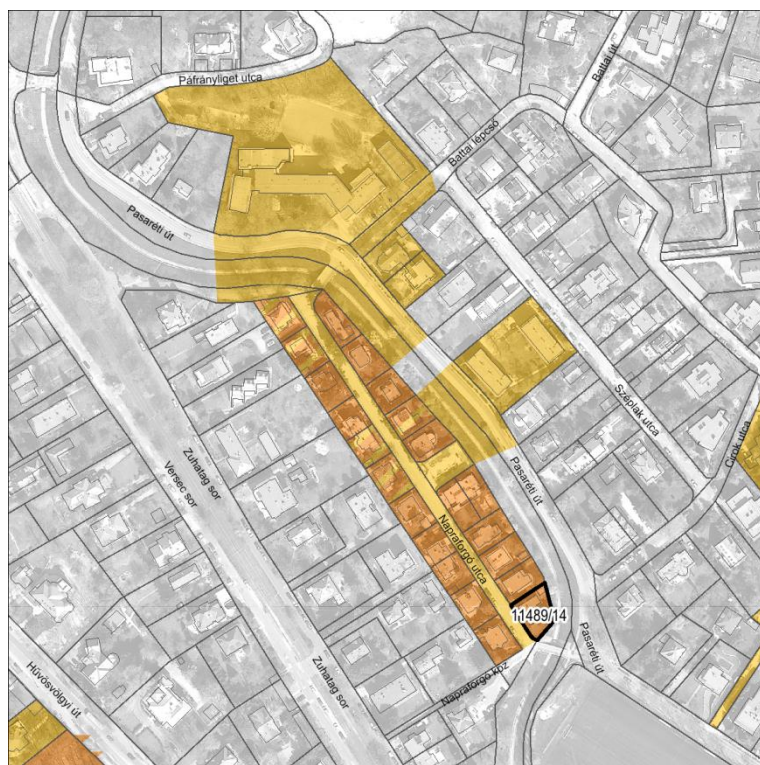 Páfrányliget utca
Battai út
Battai lépcső
Pasaréti út
Széplak utca
Cirok utca
Zuhatag sor
Versec sor
Pasaréti út
Napraforgó utca
11489/14
Pasaréti út
Zuhatag sor
Napraforgó köz
Hűvösvölgyi út